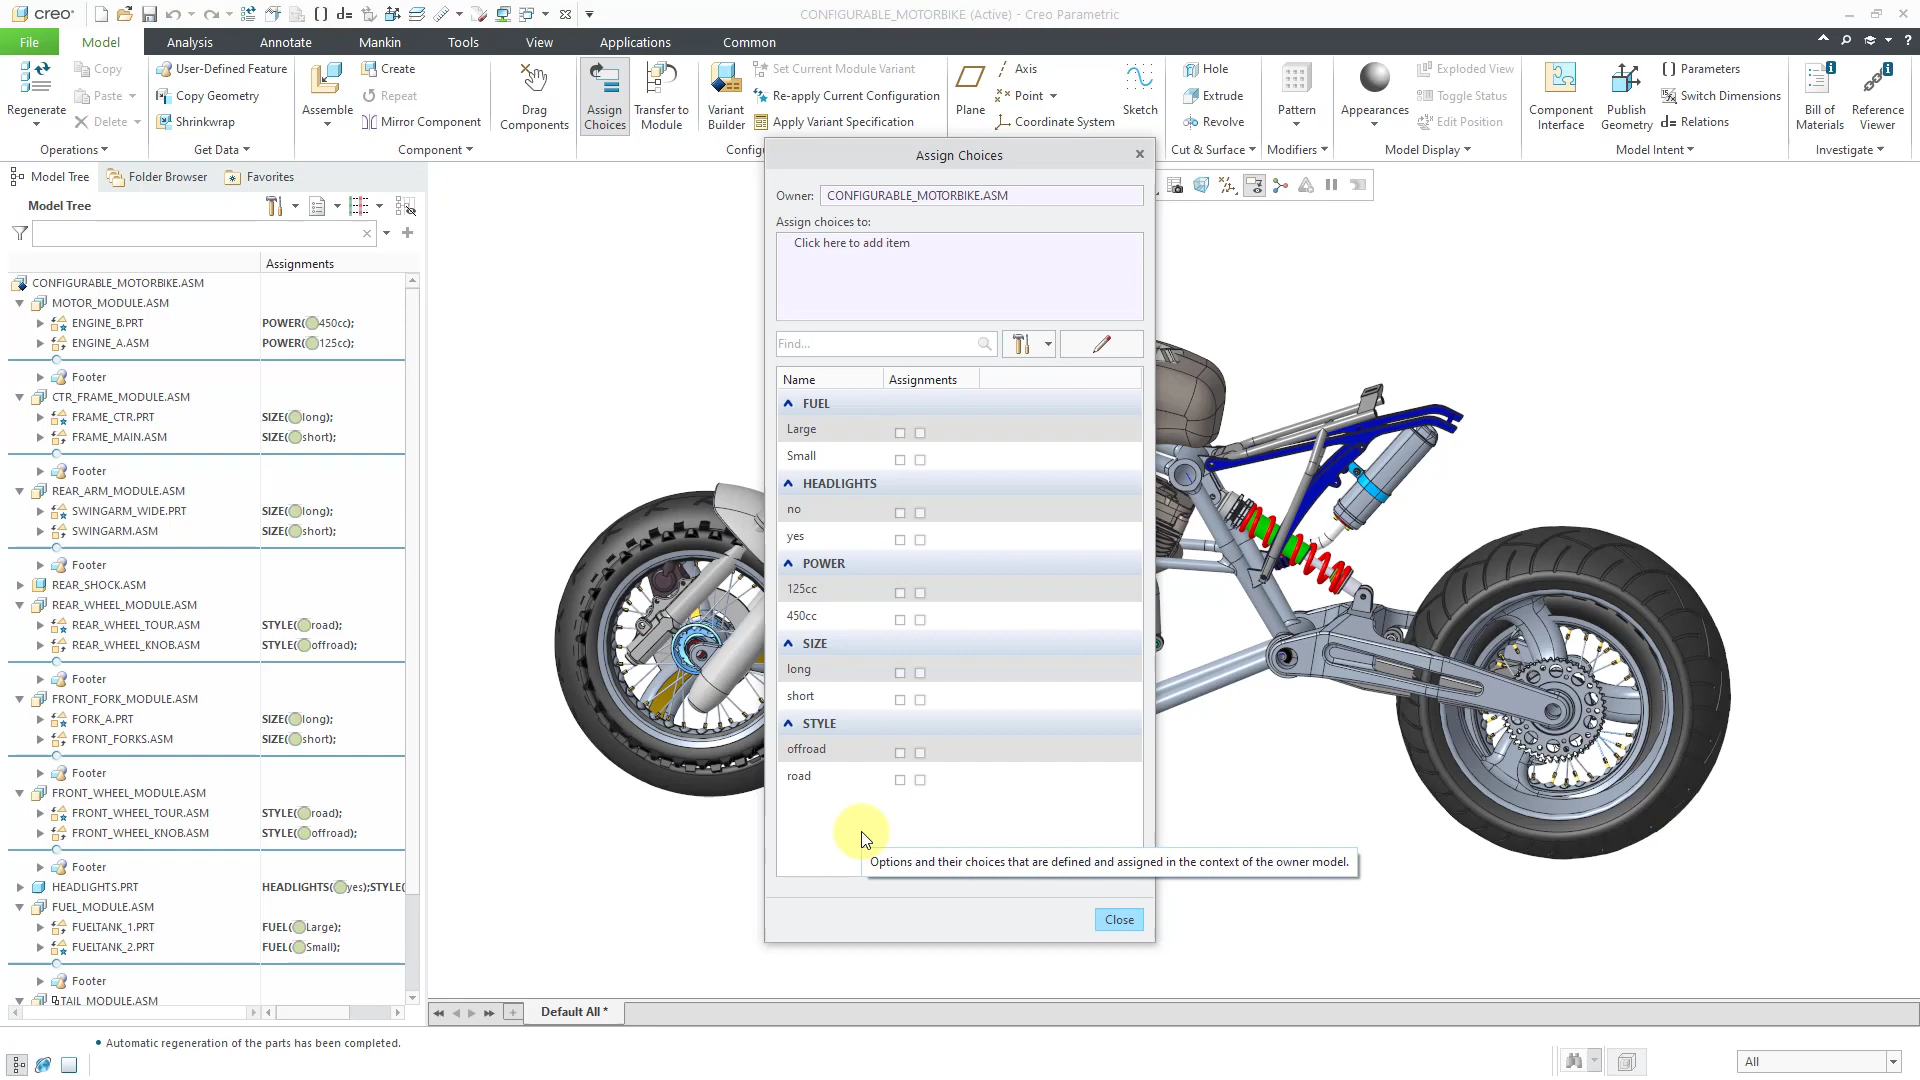 creo
CONFIGURABLE_MOTORBIKE (Active) - Creo Parametric
File Model Analysis Annotate Mankin Tools View Applications Common
Regenerate
Copy
Paste
Delete
Operations
User-Defined Feature
Copy Geometry
Shrinkwrap
Get Data
Assemble
Create
Repeat
Mirror Component
Component
Drag Components
Assign Choices
Transfer to Module
Variant Builder
Set Current Module Variant
Re-apply Current Configuration
Apply Variant Specification
Config
Plane
Axis
Point
Coordinate System
Sketch
Hole
Extrude
Revolve
Cut & Surface
Pattern
Modifiers
Appearances
Exploded View
Toggle Status
Edit Position
Model Display
Component Interface
Publish Geometry
Parameters
Switch Dimensions
d= Relations
Model Intent
Bill of Materials
Reference Viewer
Investigate
Model Tree Folder Browser Favorites
Model Tree
Assignments
CONFIGURABLE_MOTORBIKE.ASM
MOTOR_MODULE.ASM
ENGINE_B.PRT POWER(450cc);
ENGINE_A.ASM POWER(125cc);
Footer
CTR_FRAME_MODULE.ASM
FRAME_CTR.PRT SIZE(long);
FRAME_MAIN.ASM SIZE(short);
Footer
REAR_ARM_MODULE.ASM
SWINGARM_WIDE.PRT SIZE(long);
SWINGARM.ASM SIZE(short);
Footer
REAR_SHOCK.ASM
REAR_WHEEL_MODULE.ASM
REAR_WHEEL_TOUR.ASM STYLE(road);
REAR_WHEEL_KNOB.ASM STYLE(offroad);
Footer
FRONT_FORK_MODULE.ASM
FORK_A.PRT SIZE(long);
FRONT_FORKS.ASM SIZE(short);
Footer
FRONT_WHEEL_MODULE.ASM
FRONT_WHEEL_TOUR.ASM STYLE(road);
FRONT_WHEEL_KNOB.ASM STYLE(offroad);
Footer
HEADLIGHTS.PRT HEADLIGHTS(yes);STYLE(
FUEL_MODULE.ASM
FUELTANK_1.PRT FUEL(Large);
FUELTANK_2.PRT FUEL(Small);
Footer
TAIL_MODULE.ASM
Assign Choices
Owner: CONFIGURABLE_MOTORBIKE.ASM
Assign choices to:
Click here to add item
Find...
Name Assignments
FUEL
Large
Small
HEADLIGHTS
no
yes
POWER
125cc
450cc
SIZE
long
short
STYLE
offroad
road
Options and their choices that are defined and assigned in the context of the owner model.
Close
Default All *
• Automatic regeneration of the parts has been completed.
All